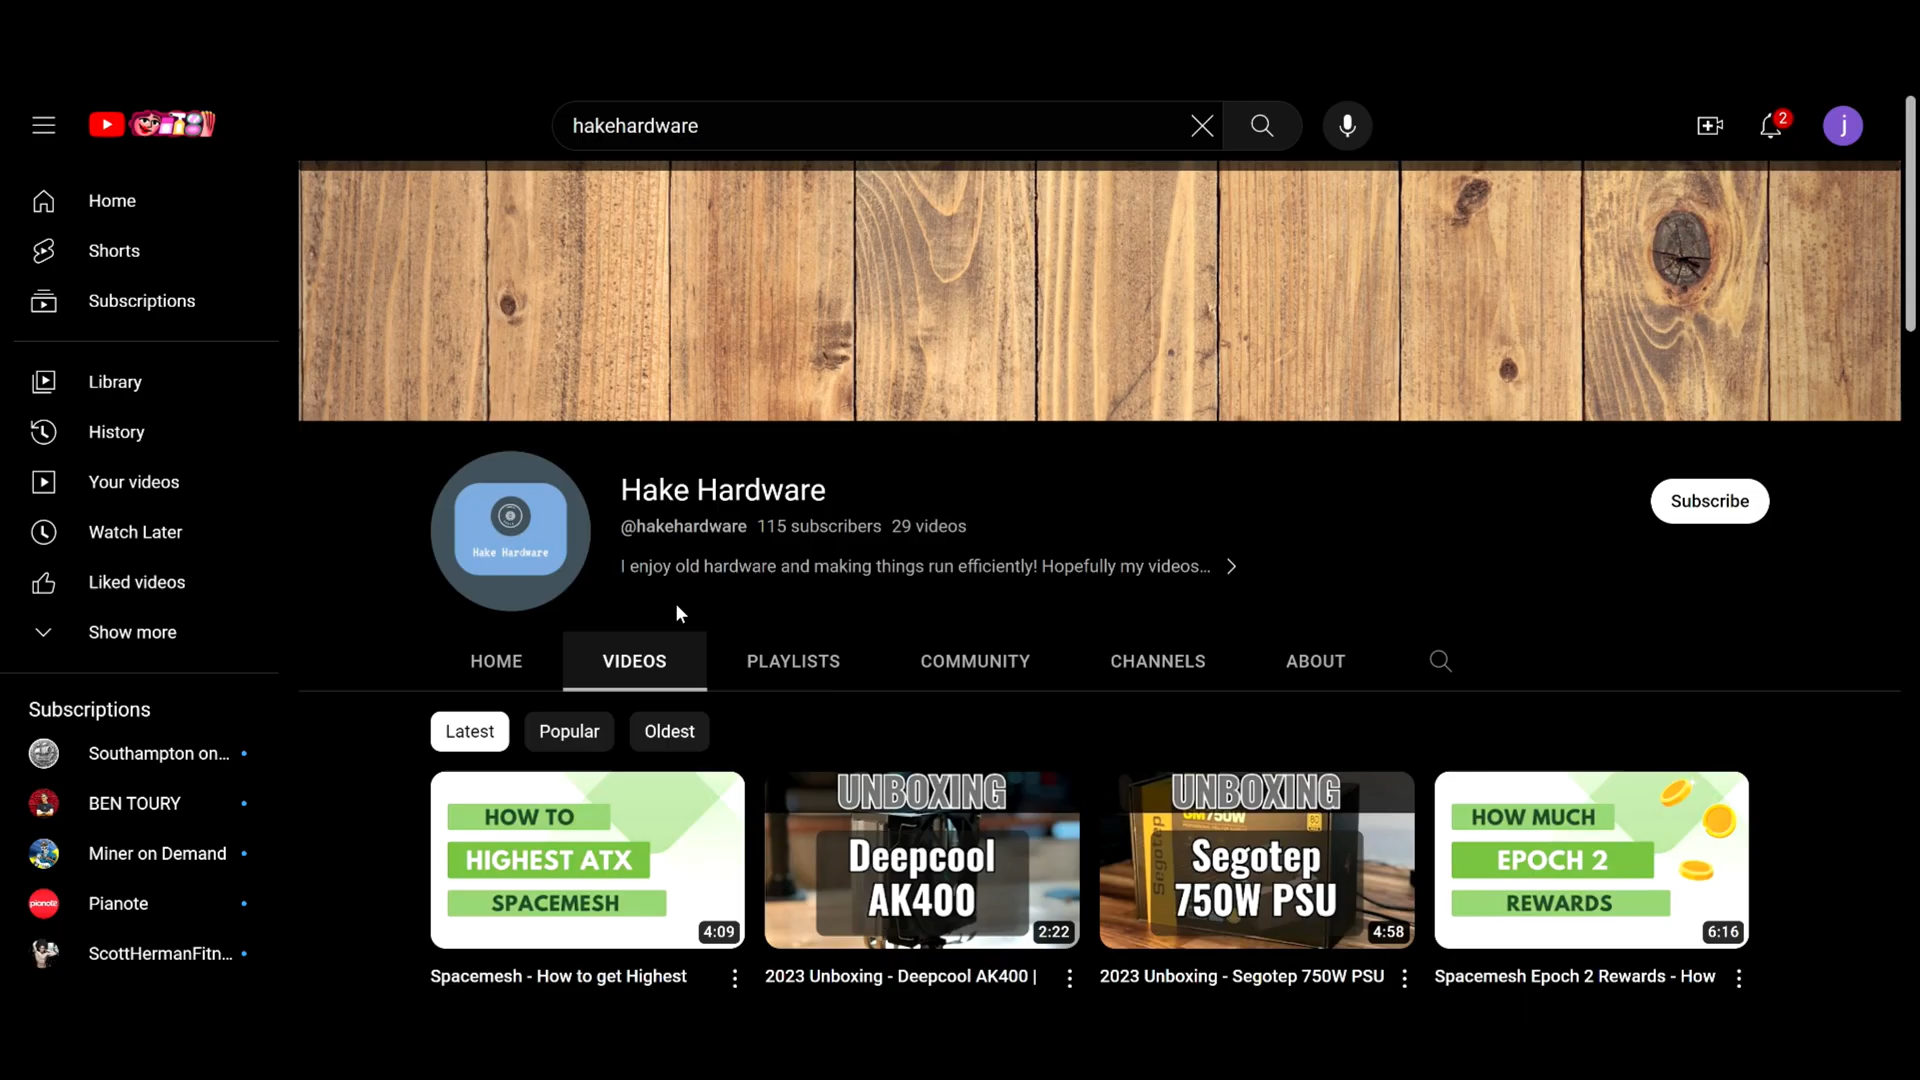 hakehardware
2
j
Home
Shorts
Subscriptions
Library
History
Your videos
Watch Later
Liked videos
Show more
Subscriptions
Southampton on...
BEN TOURY
Miner on Demand
pianote
Pianote
ScottHermanFitn...
Hake Hardware
Hake Hardware
@hakehardware 115 subscribers 29 videos
I enjoy old hardware and making things run efficiently! Hopefully my videos...
Subscribe
HOME VIDEOS PLAYLISTS COMMUNITY CHANNELS ABOUT
Latest Popular Oldest
HOW TO
HIGHEST ATX
SPACEMESH
4:09
Spacemesh - How to get Highest
UNBOXING
Deepcool
AK400
2:22
2023 Unboxing - Deepcool AK400 |
UNBOXING
GM750W
Segotep
Segotep
750W PSU
4:58
2023 Unboxing - Segotep 750W PSU
HOW MUCH
EPOCH 2
REWARDS
6:16
Spacemesh Epoch 2 Rewards - How